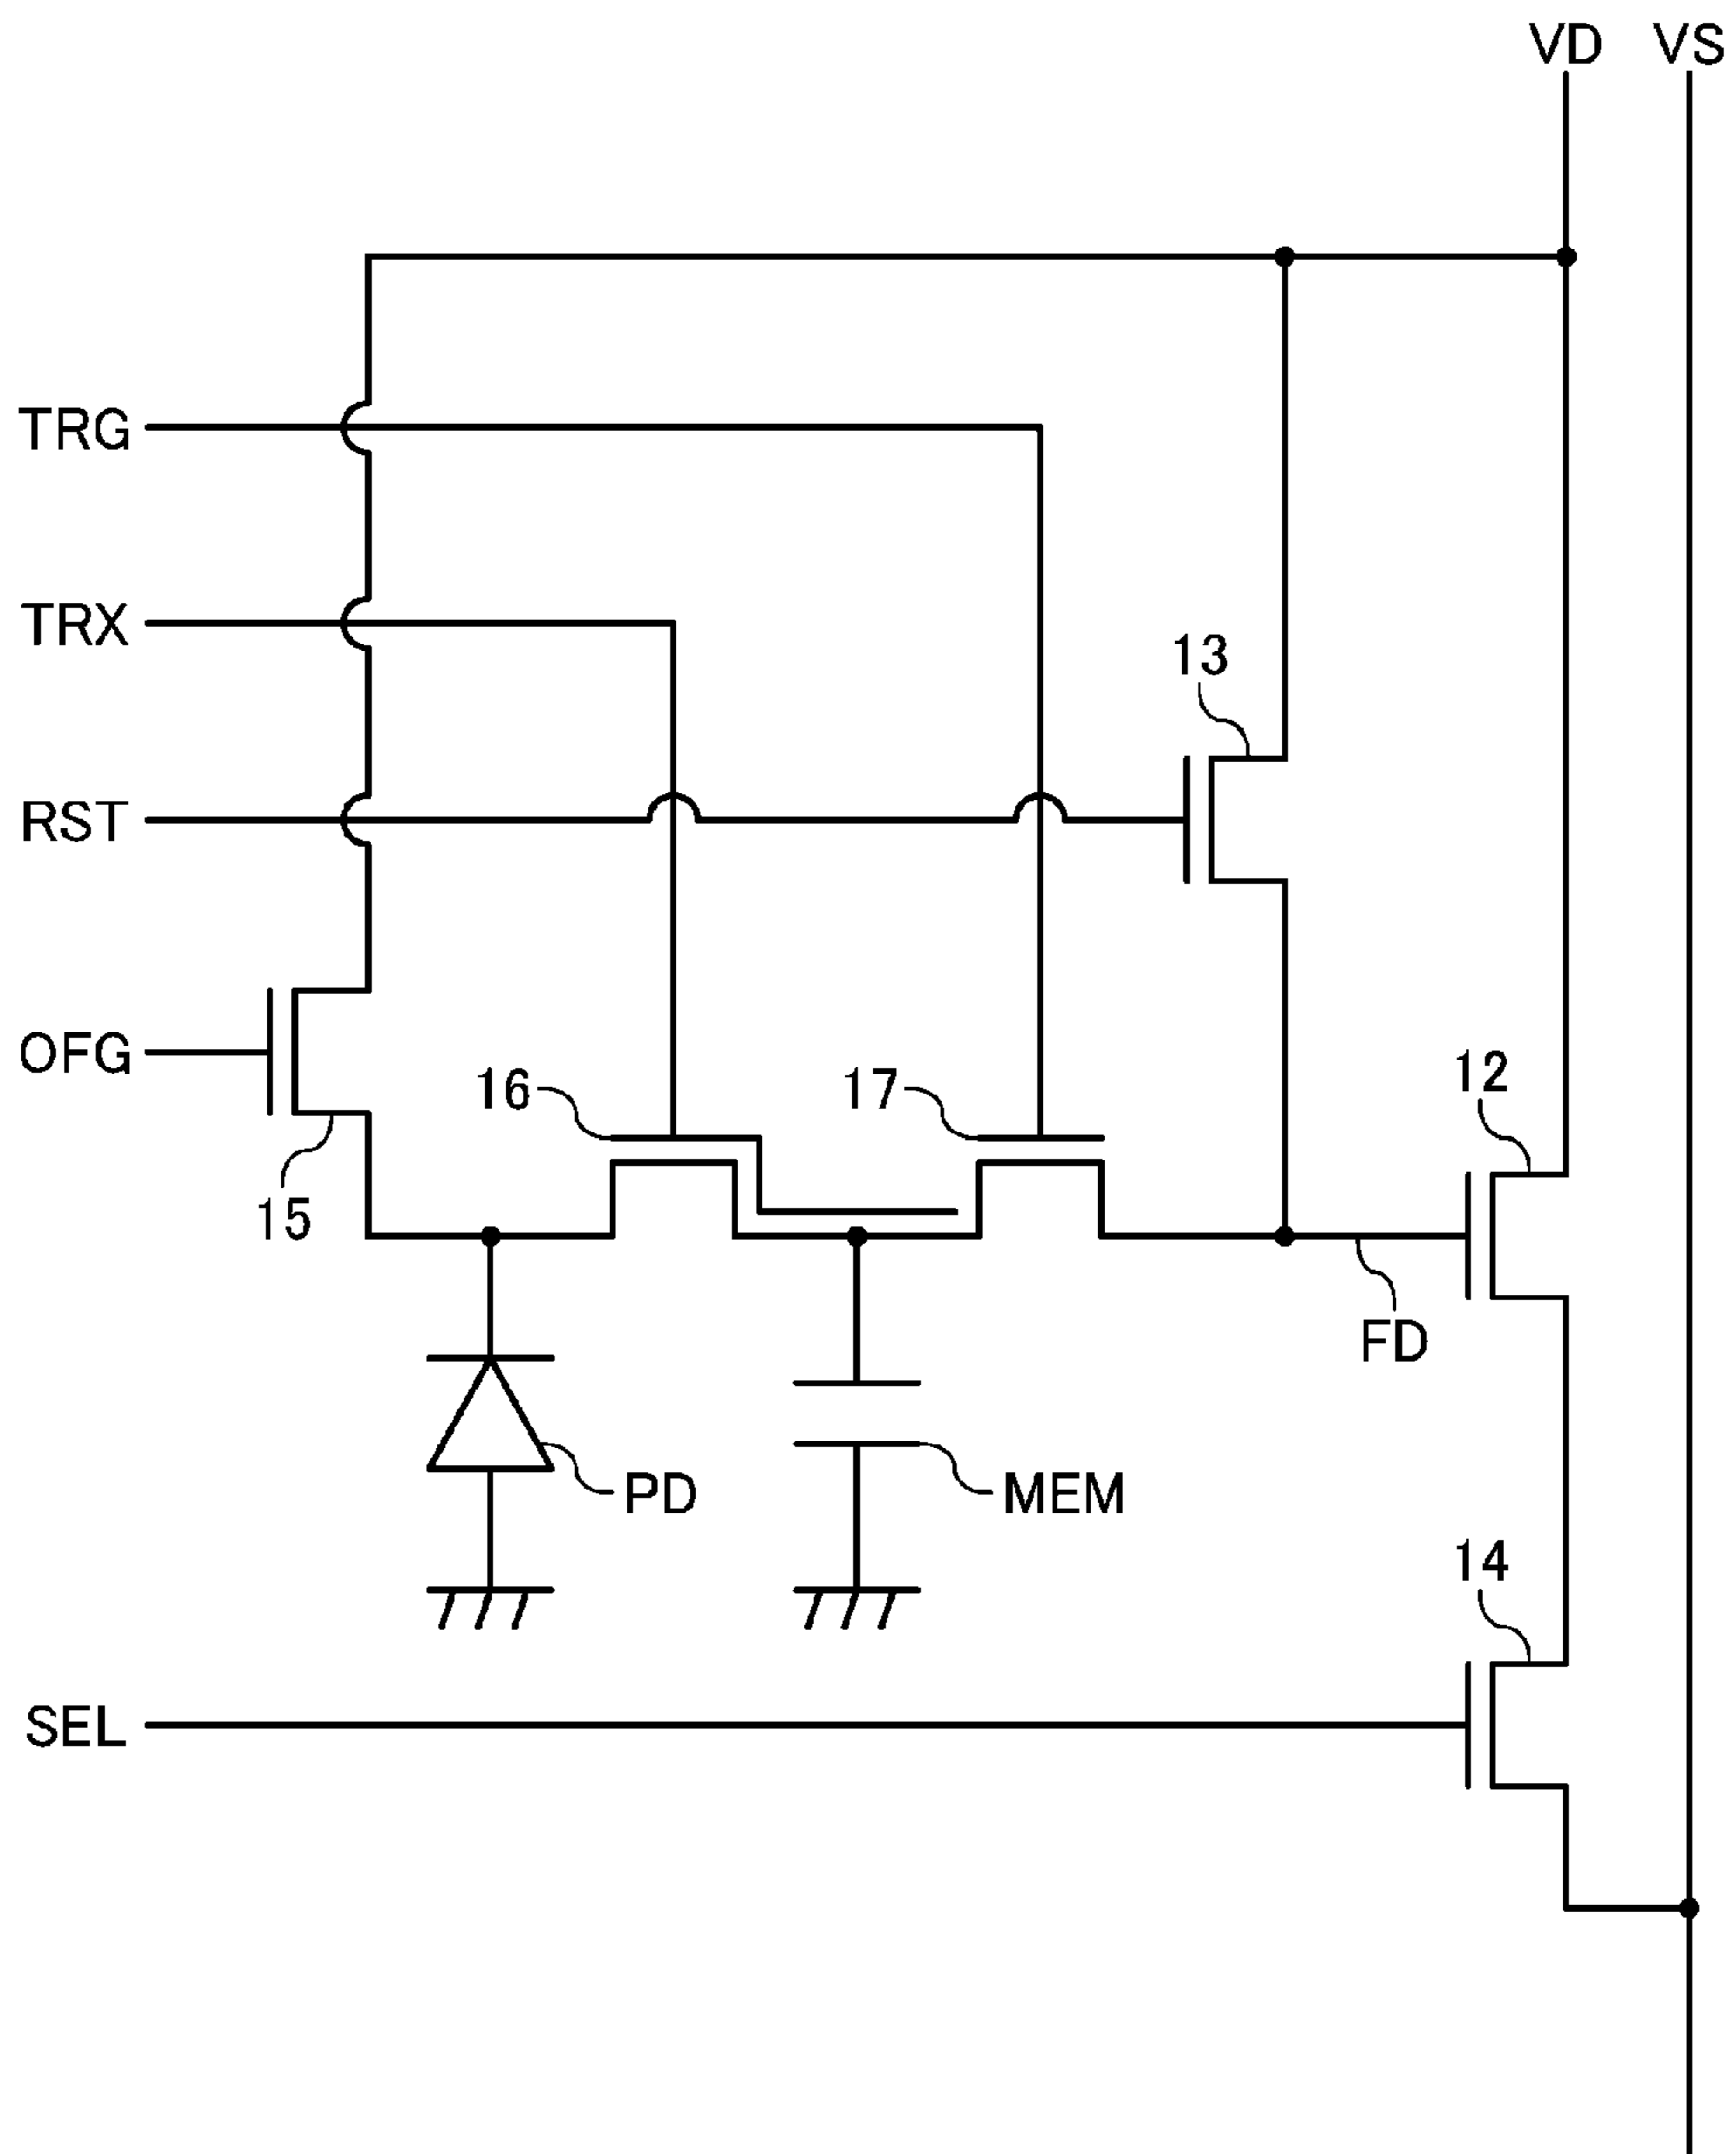 VD VS
TRG
TRX
13
RST
OFG
16 17 12
15
FD
PD MEM
14
SEL